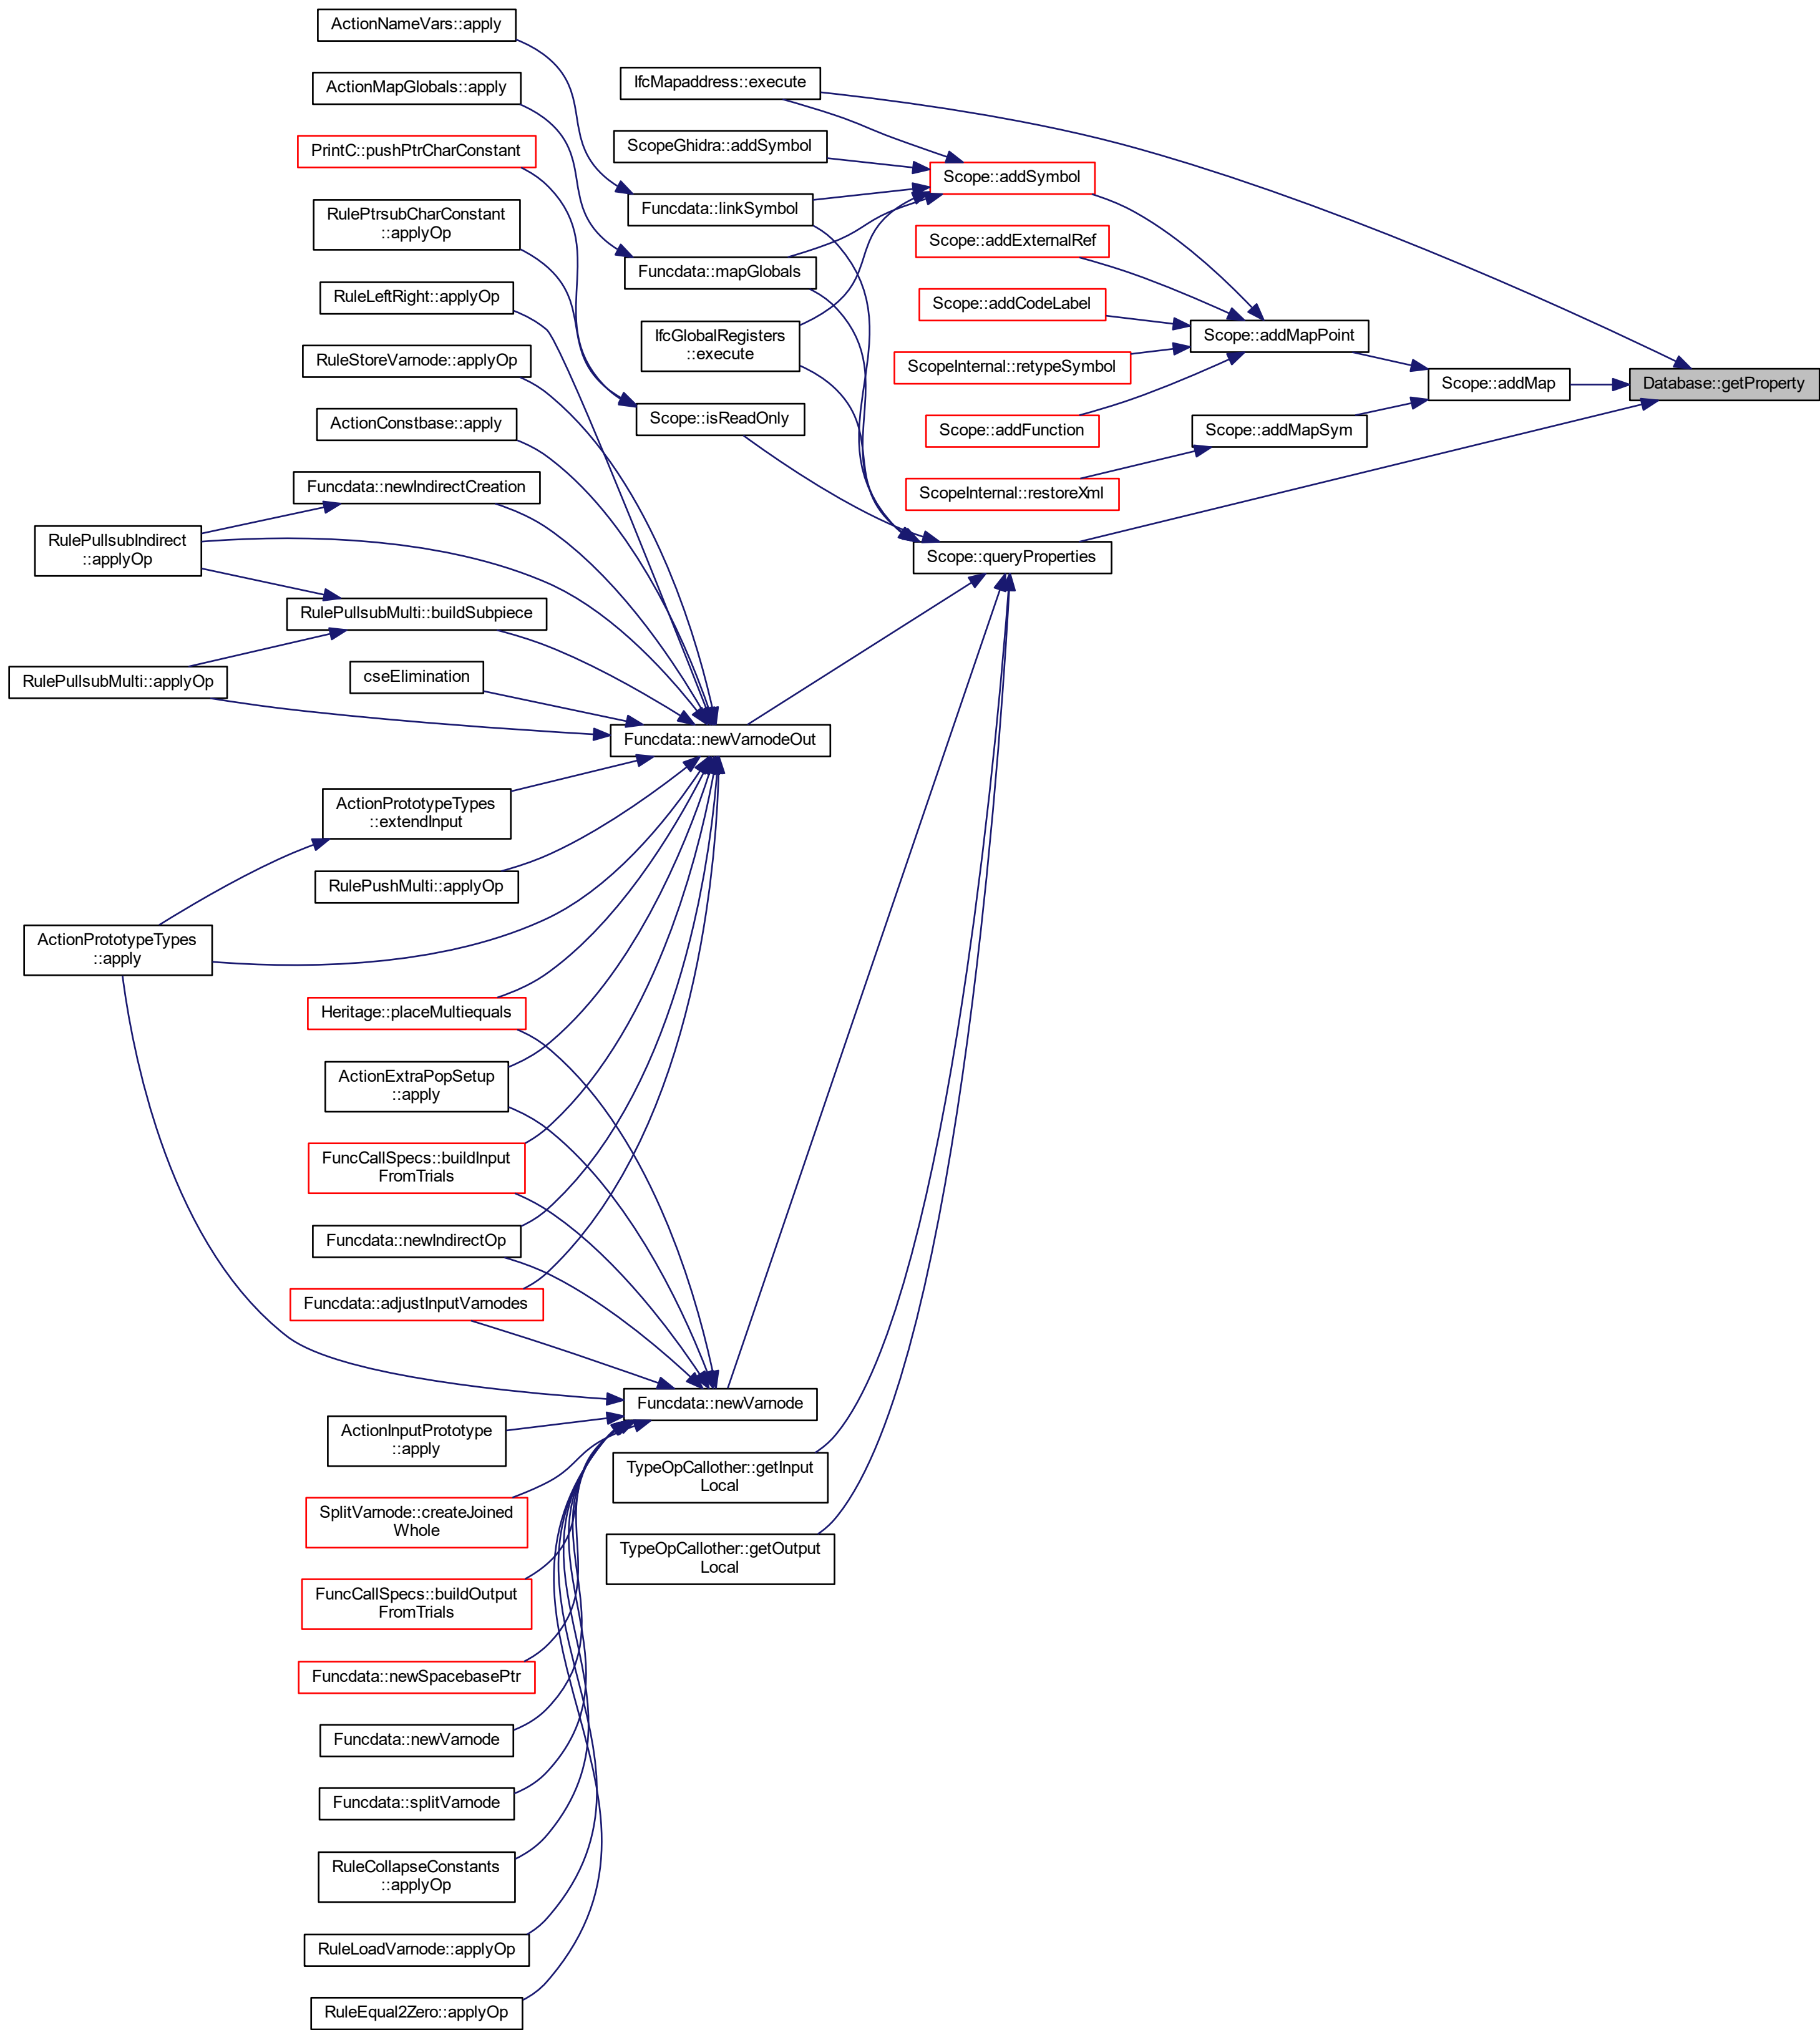 ActionNameVars::apply
ActionMapGlobals::apply
PrintC::pushPtrCharConstant
RulePtrsubCharConstant
::applyOp
RuleLeftRight::applyOp
RuleStoreVarnode::applyOp
ActionConstbase::apply
Funcdata::newIndirectCreation
RulePullsubIndirect
::applyOp
RulePullsubMulti::buildSubpiece
RulePullsubMulti::applyOp
cseElimination
ActionPrototypeTypes
::extendInput
RulePushMulti::applyOp
ActionPrototypeTypes
::apply
Heritage::placeMultiequals
ActionExtraPopSetup
::apply
FuncCallSpecs::buildInput
FromTrials
Funcdata::newIndirectOp
Funcdata::adjustInputVarnodes
ActionInputPrototype
::apply
SplitVarnode::createJoined
Whole
FuncCallSpecs::buildOutput
FromTrials
Funcdata::newSpacebasePtr
Funcdata::newVarnode
Funcdata::splitVarnode
RuleCollapseConstants
::applyOp
RuleLoadVarnode::applyOp
RuleEqual2Zero::applyOp
IfcMapaddress::execute
ScopeGhidra::addSymbol
Funcdata::linkSymbol
Funcdata::mapGlobals
IfcGlobalRegisters
::execute
Scope::isReadOnly
Funcdata::newVarnodeOut
Funcdata::newVarnode
TypeOpCallother::getInput
Local
TypeOpCallother::getOutput
Local
Scope::addSymbol
Scope::addExternalRef
Scope::addCodeLabel
ScopeInternal::retypeSymbol
Scope::addFunction
ScopeInternal::restoreXml
Scope::queryProperties
Scope::addMapPoint
Scope::addMapSym
Scope::addMap
Database::getProperty